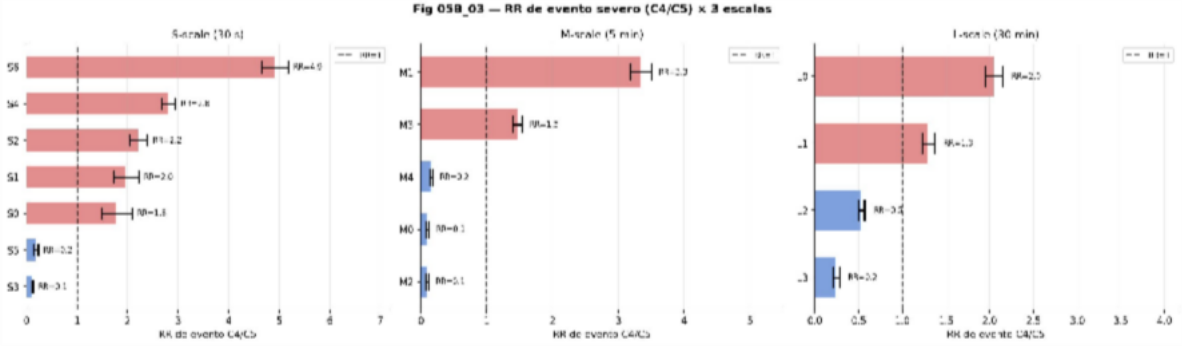 Fig 05B_03 — RR de evento severo (C4/C5) x 3 escalas
S-scale (30 s)
RR=1
S6
RR=4.9
S4
RR=2.8
S2
RR=2.2
S1
RR=2.0
S0
RR=1.8
S5
RR=0.2
S3
RR=0.1
0 1 2 3 4 5 6 7
RR de evento C4/C5
M-scale (5 min)
M1
M3
M4
RR=0.2
M0
RR=0.1
M2
RR=0.1
0 1 2 3 4 5
RR de evento C4/C5
L-scale (30 min)
RR=1.3
RR=0.2
0.0 0.5 1.0 1.5 2.0 2.5 3.0 3.5 4.0
RR de evento C4/C5